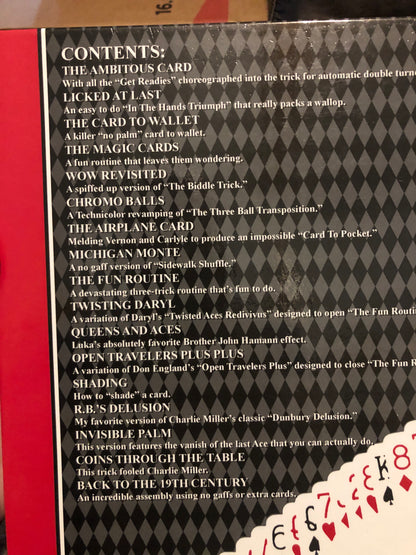 16.
CONTENTS:
THE AMBITOUS CARD
With all the "Get Readies" choreographed into the trick for automatic double turn
LICKED AT LAST
An easy to do "In The Hands Triumph" that really packs a wallop.
THE CARD TO WALLET
A killer "no palm" card to wallet.
THE MAGIC CARDS
A fun routine that leaves them wondering.
WOW REVISITED
A spiffed up version of "The Biddle Trick."
CHROMO BALLS
A Technicolor revamping of "The Three Ball Transposition."
THE AIRPLANE CARD
Melding Vernon and Carlyle to produce an impossible "Card To Pocket."
MICHIGAN MONTE
A no gaff version of "Sidewalk Shuffle."
THE FUN ROUTINE
A devastating three-trick routine that's fun to do.
TWISTING DARYL
A variation of Daryl's "Twisted Aces Redivivus" designed to open "The Fun Routi
QUEENS AND ACES
Luka's absolutely favorite Brother John Hamann effect.
OPEN TRAVELERS PLUS PLUS
A variation of Don England's "Open Travelers Plus" designed to close "The Fun R
SHADING
How to "shade" a card.
R.B.'S DELUSION
My favorite version of Charlie Miller's classic "Dunbury Delusion."
INVISIBLE PALM
This version features the vanish of the last Ace that you can actually do.
COINS THROUGH THE TABLE
This trick fooled Charlie Miller.
BACK TO THE 19TH CENTURY
An incredible assembly using no gaffs or extra cards.
6 7 K 8 7